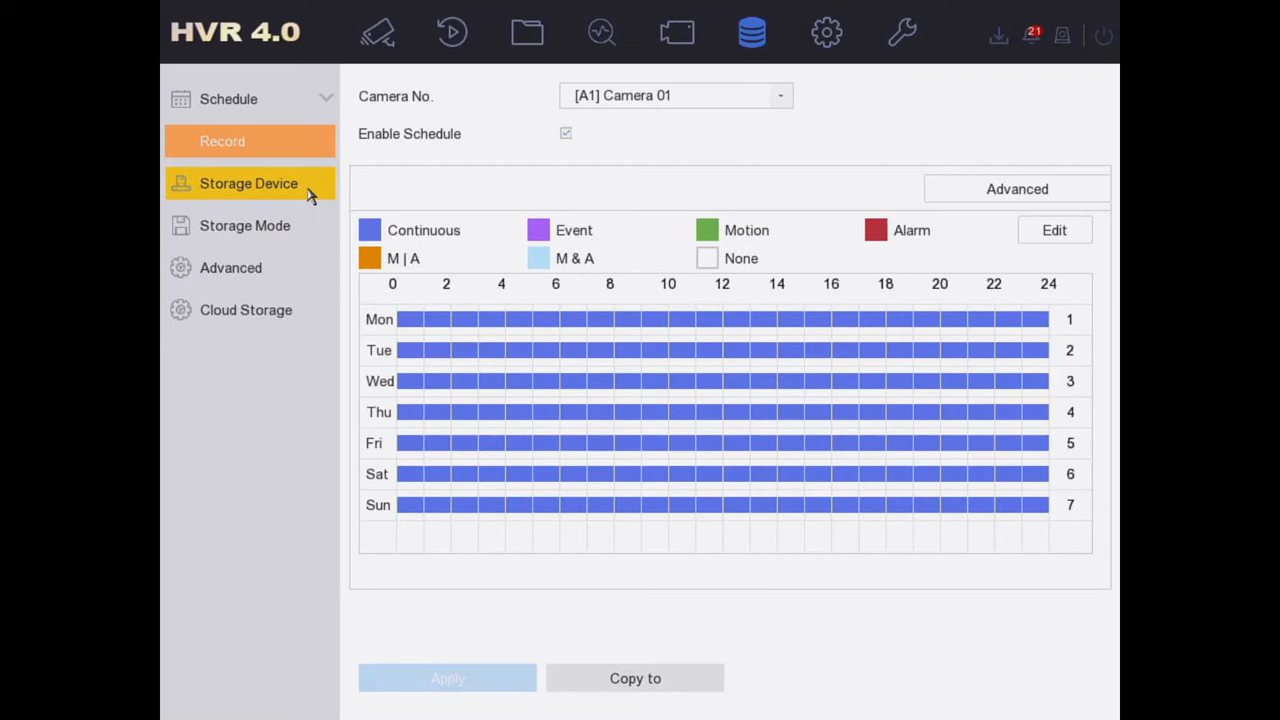 HVR 4.0
21
Schedule
Record
Storage Device
Storage Mode
Advanced
Cloud Storage
Camera No.
[A1] Camera 01
Enable Schedule
Advanced
Continuous
Event
Motion
Alarm
Edit
M | A
M & A
None
0 2 4 6 8 10 12 14 16 18 20 22 24
Mon 1
Tue 2
Wed 3
Thu 4
Fri 5
Sat 6
Sun 7
Apply
Copy to